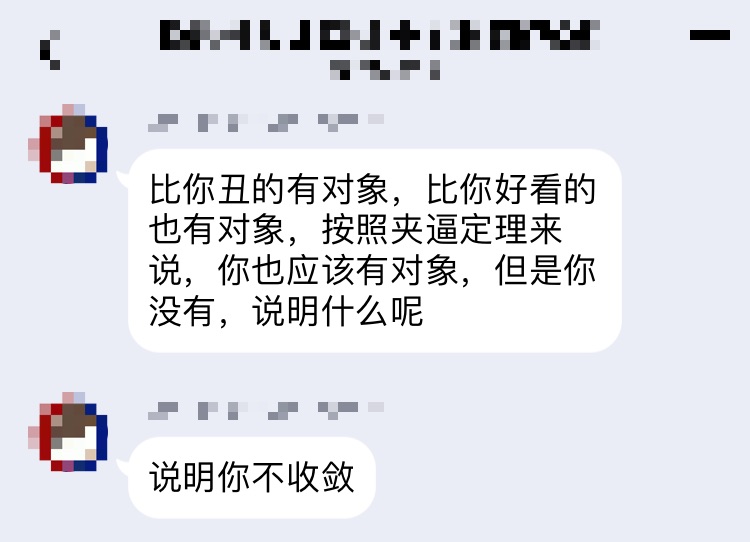 比你丑的有对象，比你好看的
也有对象，按照夹逼定理来
说，你也应该有对象，但是你
没有，说明什么呢
说明你不收敛